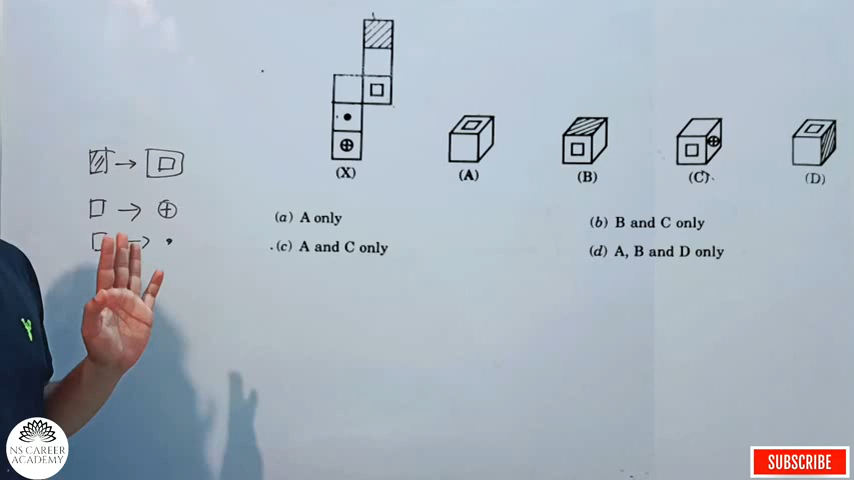 (X)
(A)
(B)
(C)
(D)
(a) A only
(b) B and C only
(c) A and C only
(d) A, B and D only
NS CAREER
ACADEMY
SUBSCRIBE